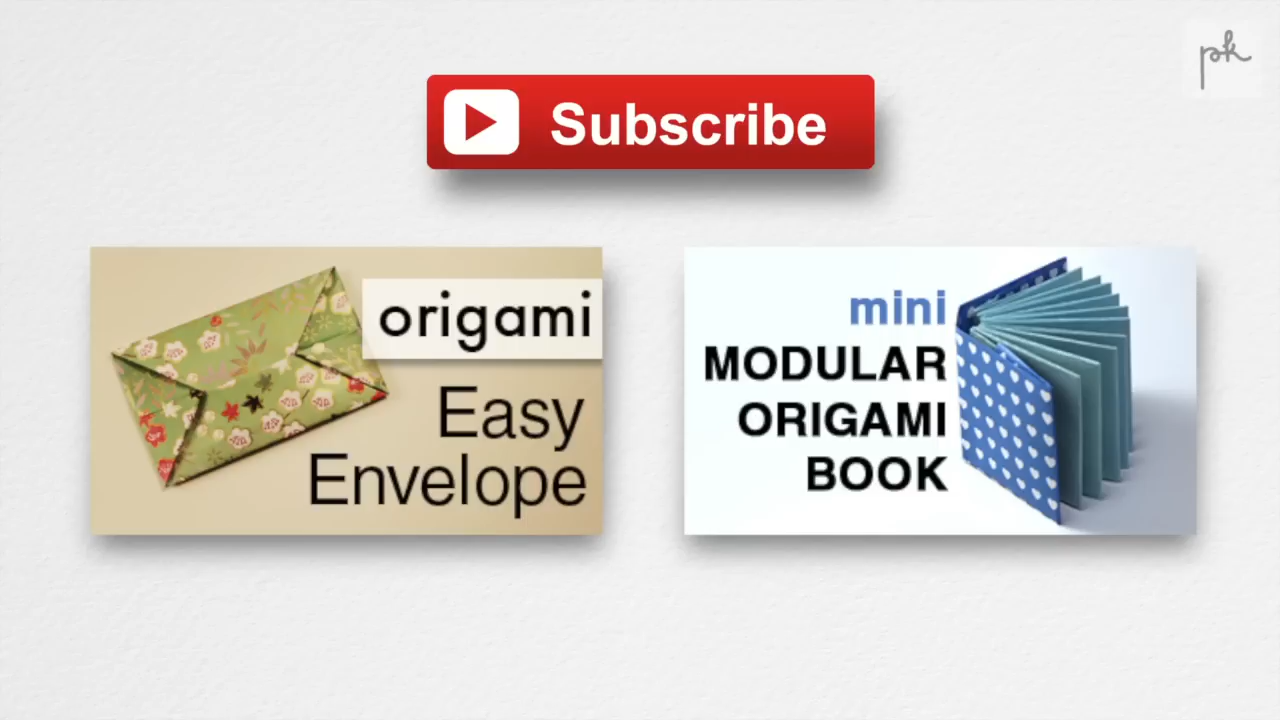 pk
Subscribe
origami
Easy
Envelope
mini
MODULAR
ORIGAMI
BOOK